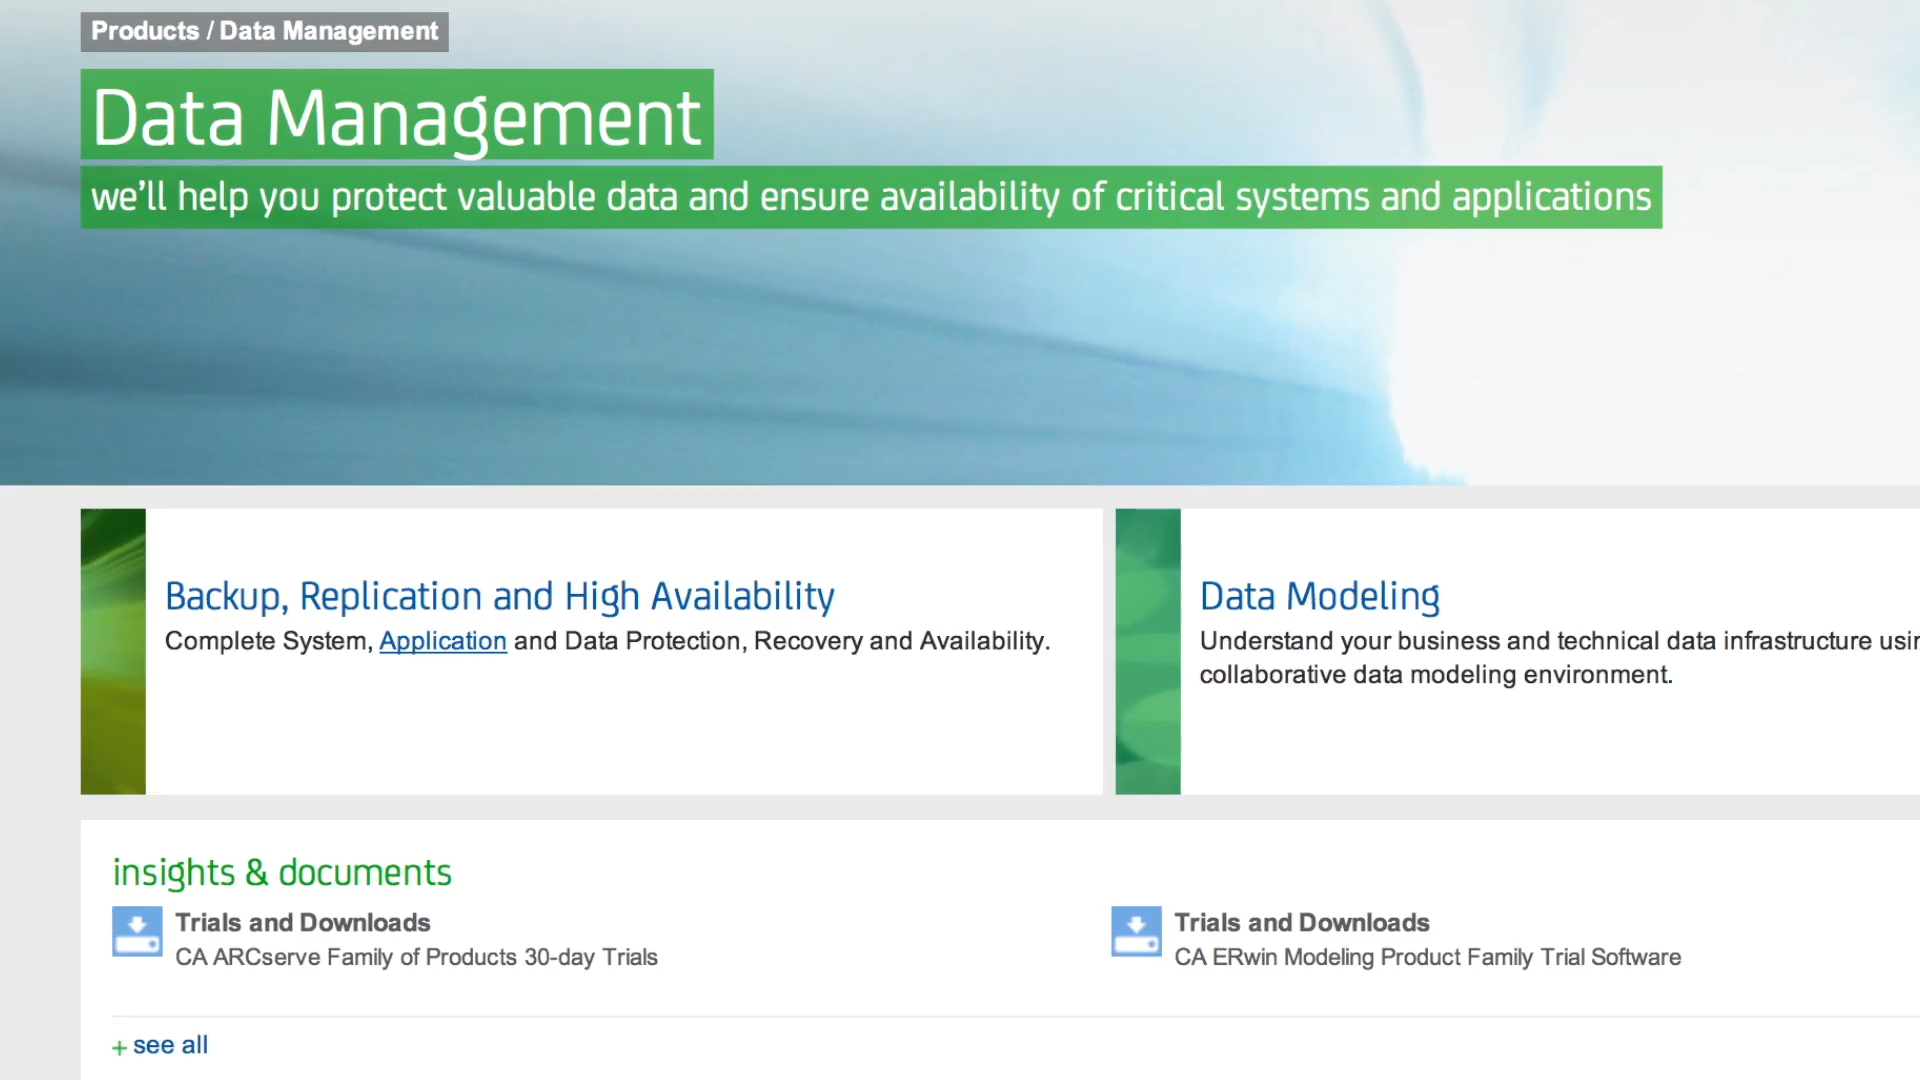 Products / Data Management
Data Management
we'll help you protect valuable data and ensure availability of critical systems and applications
Backup, Replication and High Availability
Complete System, Application and Data Protection, Recovery and Availability.
Data Modeling
Understand your business and technical data infrastructure
collaborative data modeling environment.
insights & documents
Trials and Downloads
CA ARCserve Family of Products 30-day Trials
Trials and Downloads
CA ERwin Modeling Product Family Trial Software
+ see all